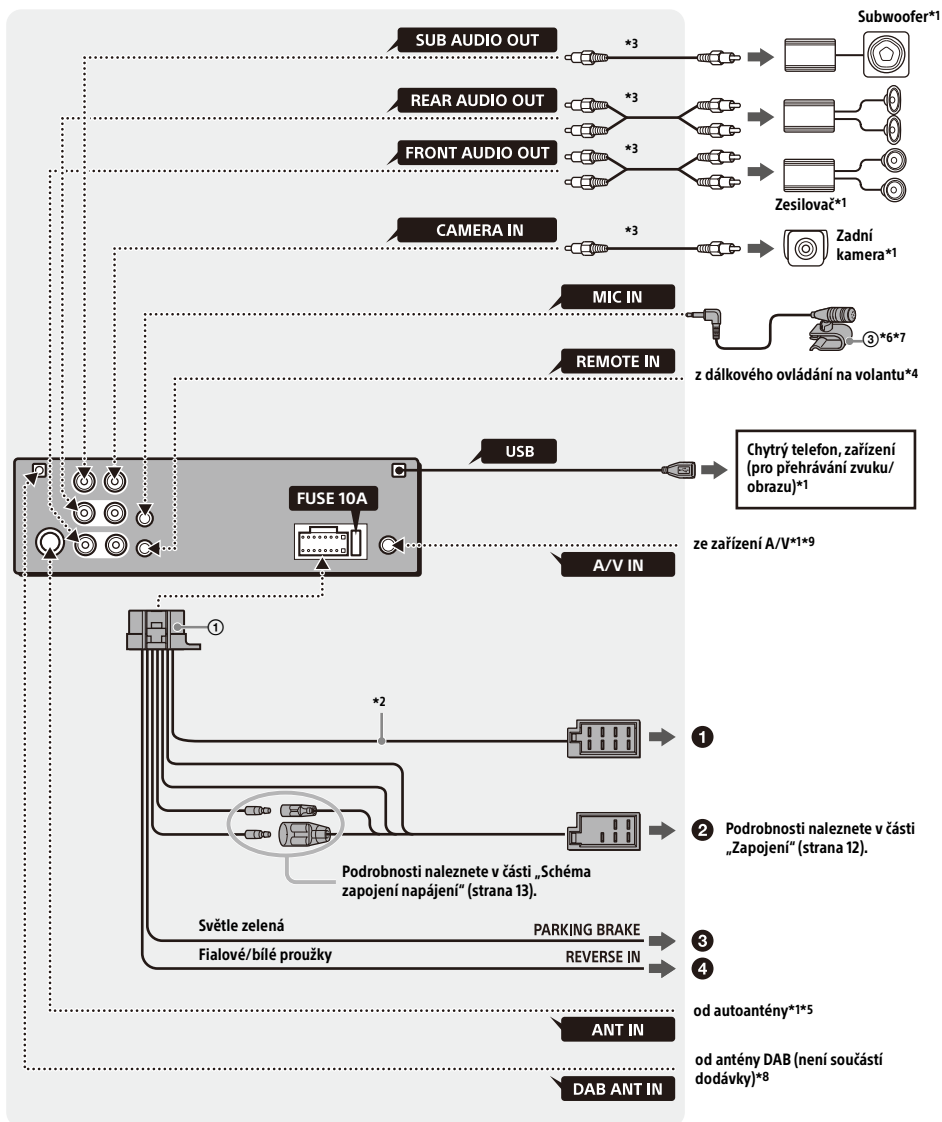 Subwoofer*1
SUB AUDIO OUT
*3
REAR AUDIO OUT
*3
FRONT AUDIO OUT
*3
Zesilovač*1
CAMERA IN
*3
Zadní
kamera*1
MIC IN
③*6*7
REMOTE IN
z dálkového ovládání na volantu*4
USB
Chytrý telefon, zařízení
(pro přehrávání zvuku/
obrazu)*1
FUSE 10A
ze zařízení A/V*1*9
A/V IN
①
*2
❶
❷ Podrobnosti naleznete v části
„Zapojení“ (strana 12).
Podrobnosti naleznete v části „Schéma
zapojení napájení“ (strana 13).
Světle zelená PARKING BRAKE ❸
Fialové/bílé proužky REVERSE IN ❹
od autoantény*1*5
ANT IN
od antény DAB (není součástí
dodávky)*8
DAB ANT IN